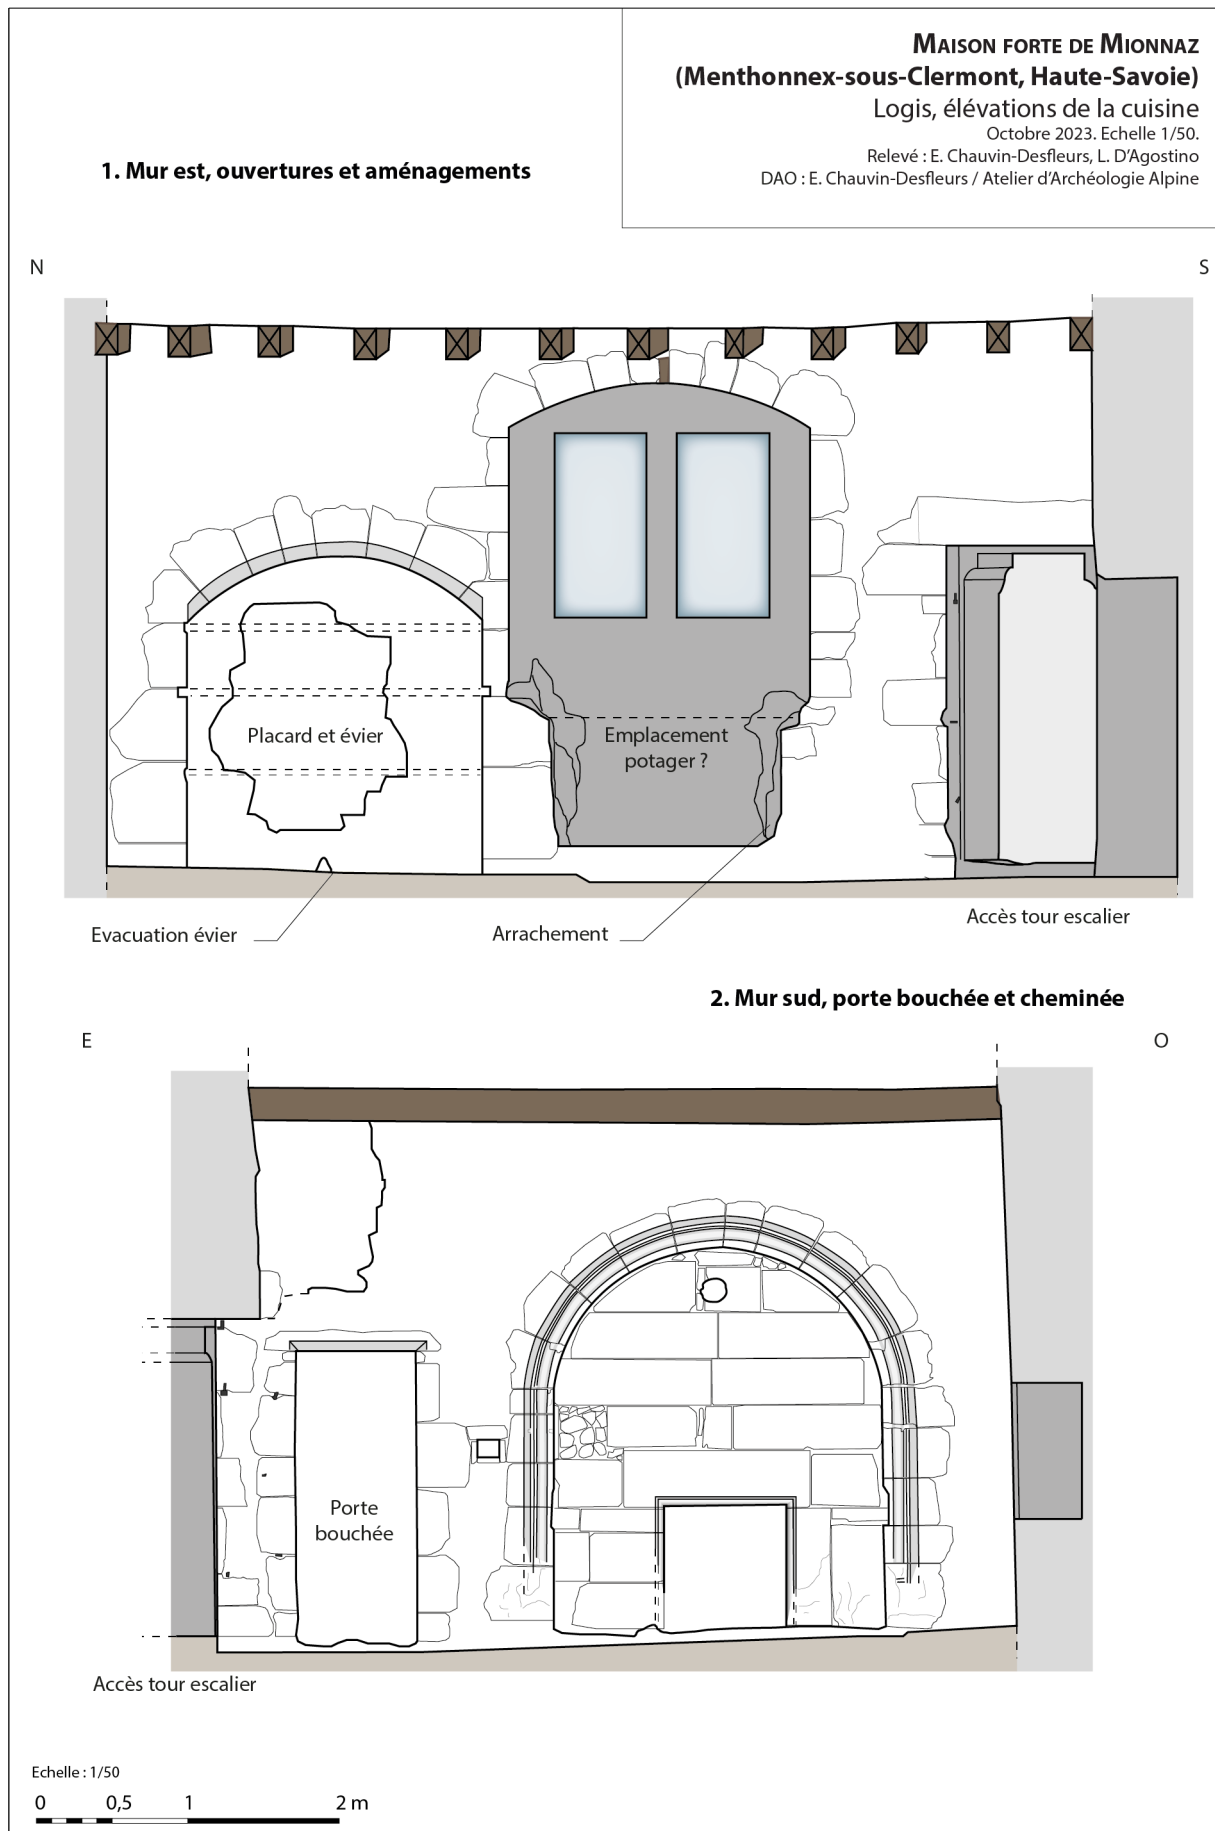 MAISON FORTE DE MIONNAZ
(Menthonnex-sous-Clermont, Haute-Savoie)
Logis, élévations de la cuisine
Octobre 2023. Echelle 1/50.
Relevé : E. Chauvin-Desfleurs, L. D'Agostino
DAO : E. Chauvin-Desfleurs / Atelier d'Archéologie Alpine
1. Mur est, ouvertures et aménagements
N
S
Placard et évier
Emplacement
potager ?
Evacuation évier
Arrachement
Accès tour escalier
2. Mur sud, porte bouchée et cheminée
E
O
Porte
bouchée
Accès tour escalier
Echelle : 1/50
0 0,5 1 2 m